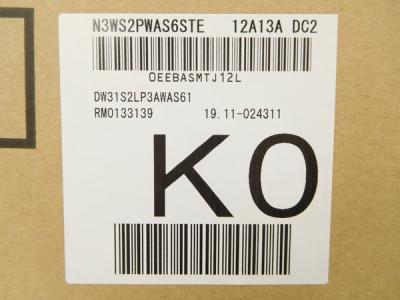 N3WS2PWAS6STE 12A13A DC2
OEEBASMTJ12L
DW31S2LP3AWAS61
RM0133139 19.11-024311
KO